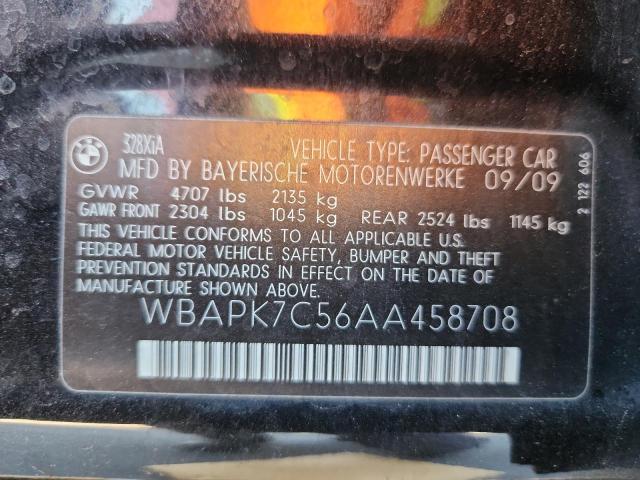 BMW
328XiA VEHICLE TYPE: PASSENGER CAR
MFD BY BAYERISCHE MOTORENWERKE 09/09
GVWR 4707 lbs 2135 kg
GAWR FRONT 2304 lbs 1045 kg REAR 2524 lbs 1145 kg
THIS VEHICLE CONFORMS TO ALL APPLICABLE U.S.
FEDERAL MOTOR VEHICLE SAFETY, BUMPER AND THEFT
PREVENTION STANDARDS IN EFFECT ON THE DATE OF
MANUFACTURE SHOWN ABOVE.
WBAPK7C56AA458708
2 122 606